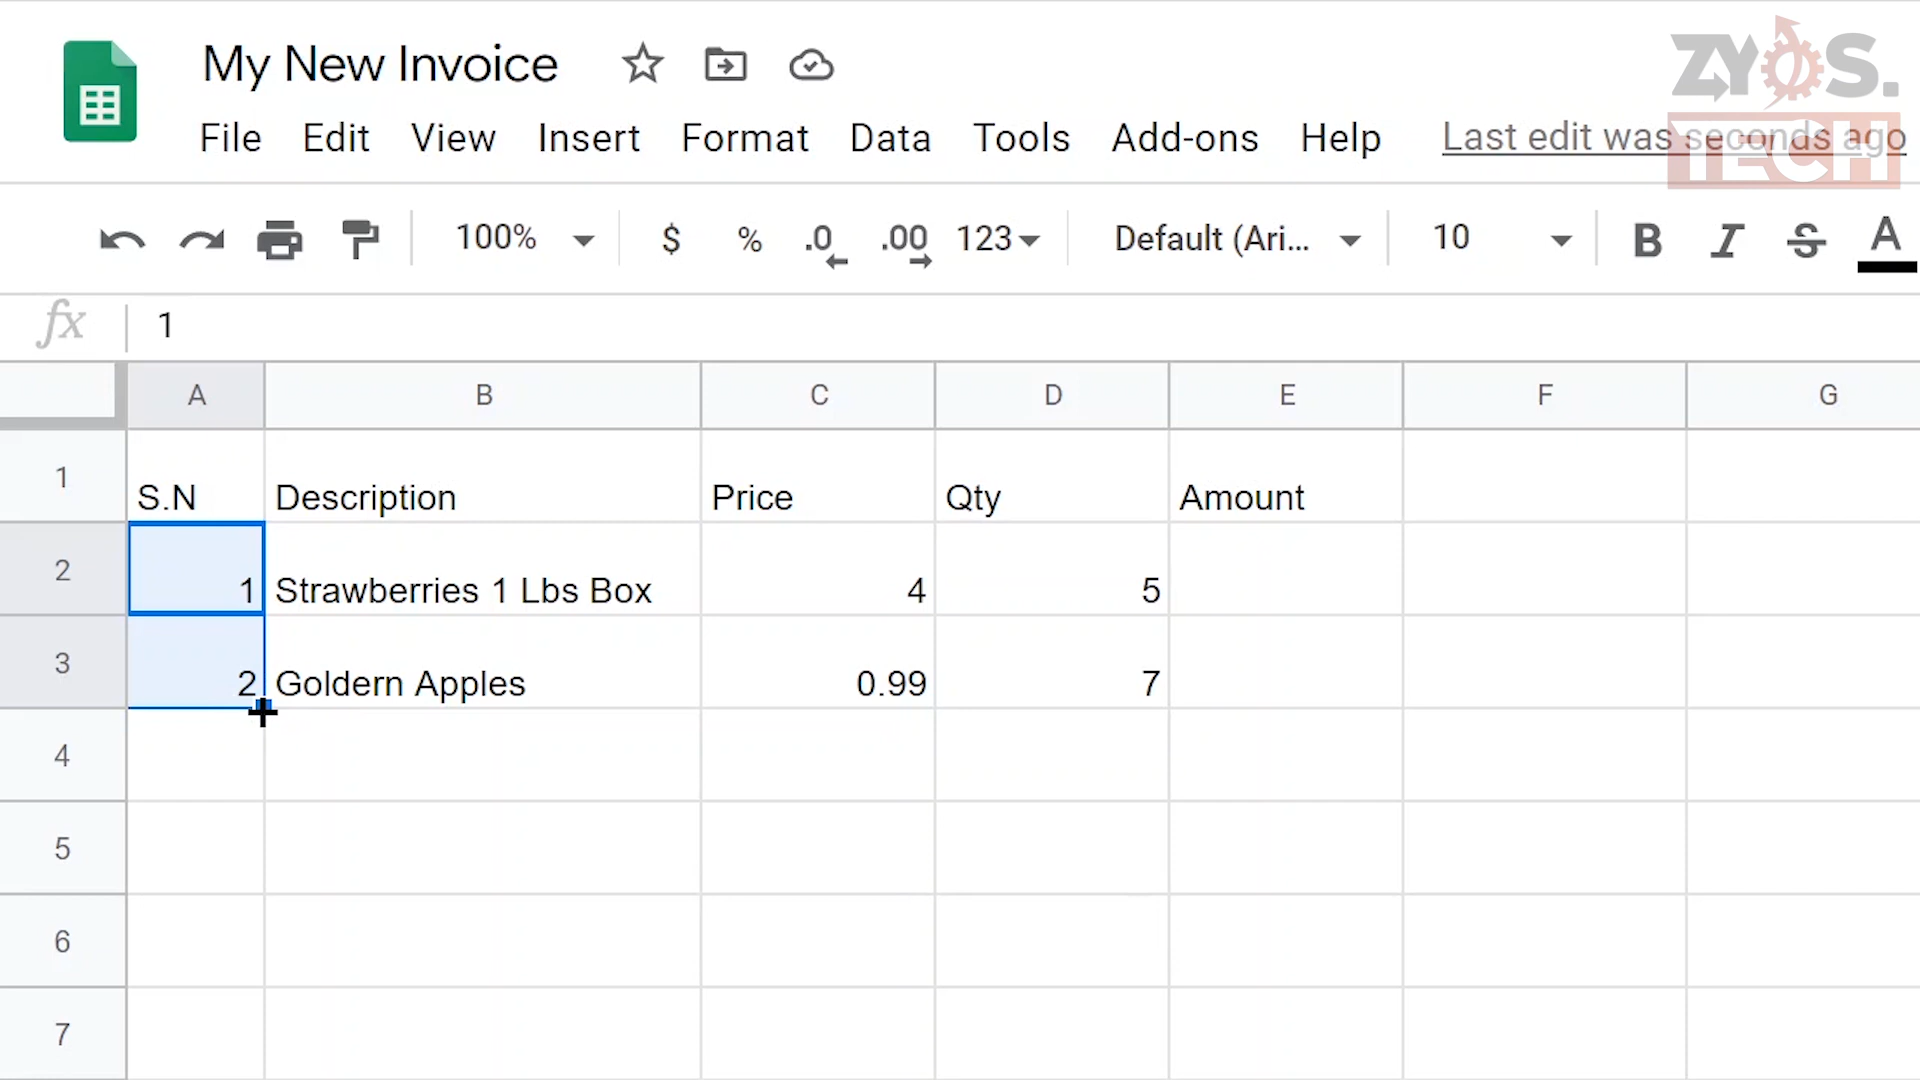 My New Invoice
ZYOS.
TECH
File Edit View Insert Format Data Tools Add-ons Help Last edit was seconds ago
100% $ % .0 .00 123 Default (Ari... 10 B I S A
fx 1
A B C D E F G
1 S.N Description Price Qty Amount
2 1 Strawberries 1 Lbs Box 4 5
3 2 Goldern Apples 0.99 7
4
5
6
7